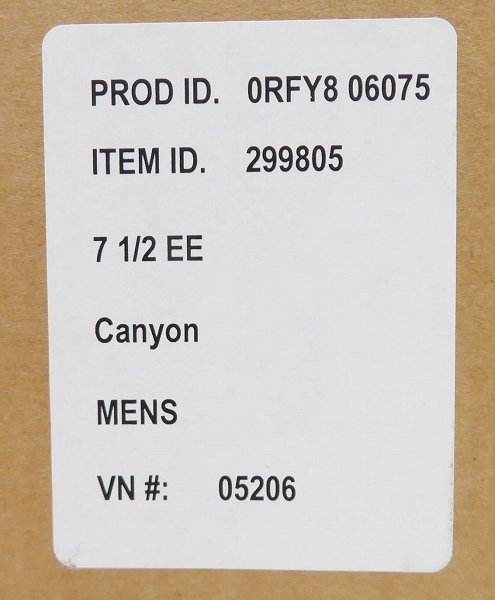 PROD ID. 0RFY8 06075
ITEM ID. 299805
7 1/2 EE
Canyon
MENS
VN #: 05206